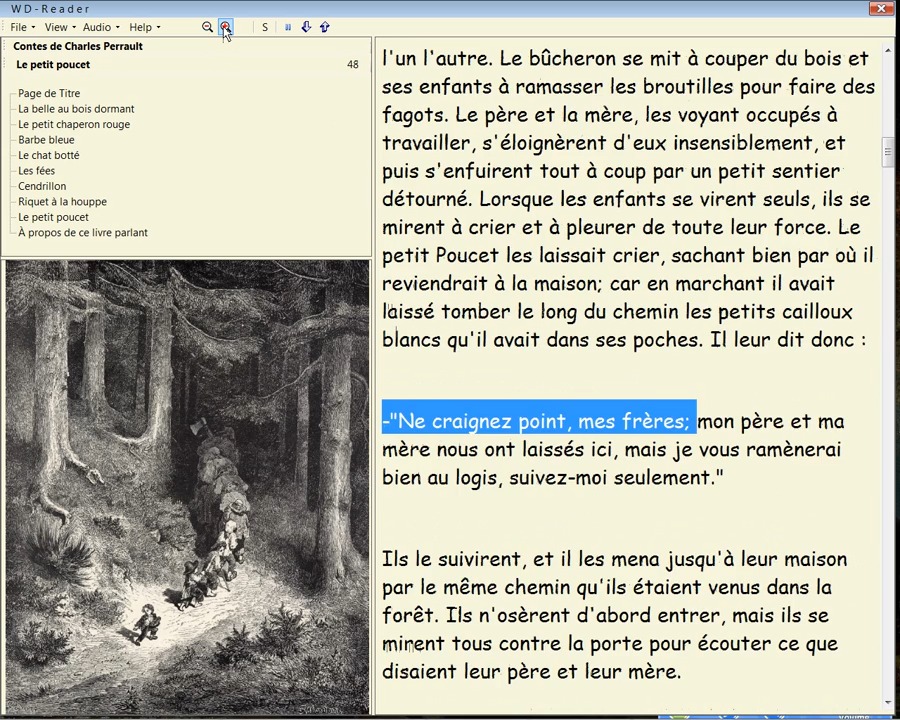 WD-Reader
File View Audio Help S
Contes de Charles Perrault
Le petit poucet 48
Page de Titre
La belle au bois dormant
Le petit chaperon rouge
Barbe bleue
Le chat botté
Les fées
Cendrillon
Riquet à la houppe
Le petit poucet
À propos de ce livre parlant
l'un l'autre. Le bûcheron se mit à couper du bois et
ses enfants à ramasser les broutilles pour faire des
fagots. Le père et la mère, les voyant occupés à
travailler, s'éloignèrent d'eux insensiblement, et
puis s'enfuirent tout à coup par un petit sentier
détourné. Lorsque les enfants se virent seuls, ils se
mirent à crier et à pleurer de toute leur force. Le
petit Poucet les laissait crier, sachant bien par où il
reviendrait à la maison; car en marchant il avait
laissé tomber le long du chemin les petits cailloux
blancs qu'il avait dans ses poches. Il leur dit donc :
-"Ne craignez point, mes frères; mon père et ma
mère nous ont laissés ici, mais je vous ramènerai
bien au logis, suivez-moi seulement."
Ils le suivirent, et il les mena jusqu'à leur maison
par le même chemin qu'ils étaient venus dans la
forêt. Ils n'osèrent d'abord entrer, mais ils se
mirent tous contre la porte pour écouter ce que
disaient leur père et leur mère.